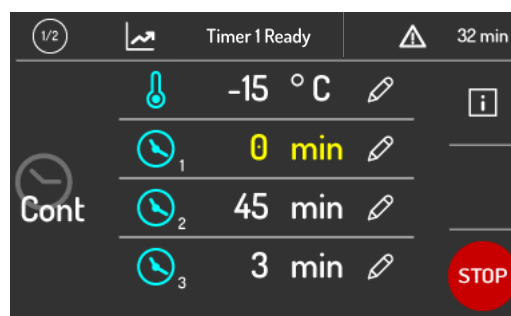 1/2 Timer 1 Ready 32 min
-15 °C i
0 min
1
Cont
45 min
2
3 min
3
STOP